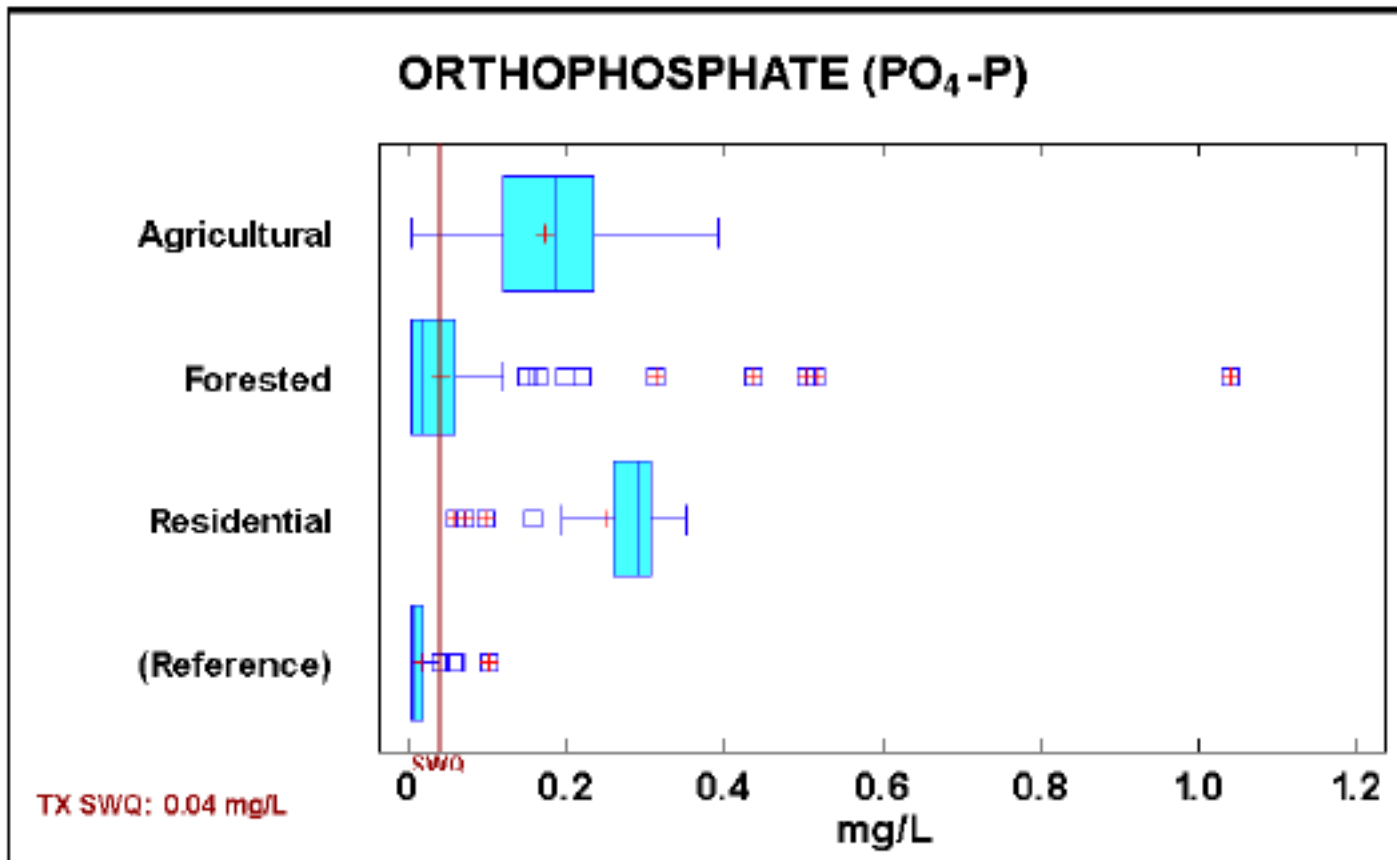 ORTHOPHOSPHATE (PO₄-P)
Agricultural
Forested
Residential
(Reference)
SWQ
0 0.2 0.4 0.6 0.8 1.0 1.2
TX SWQ: 0.04 mg/L
mg/L